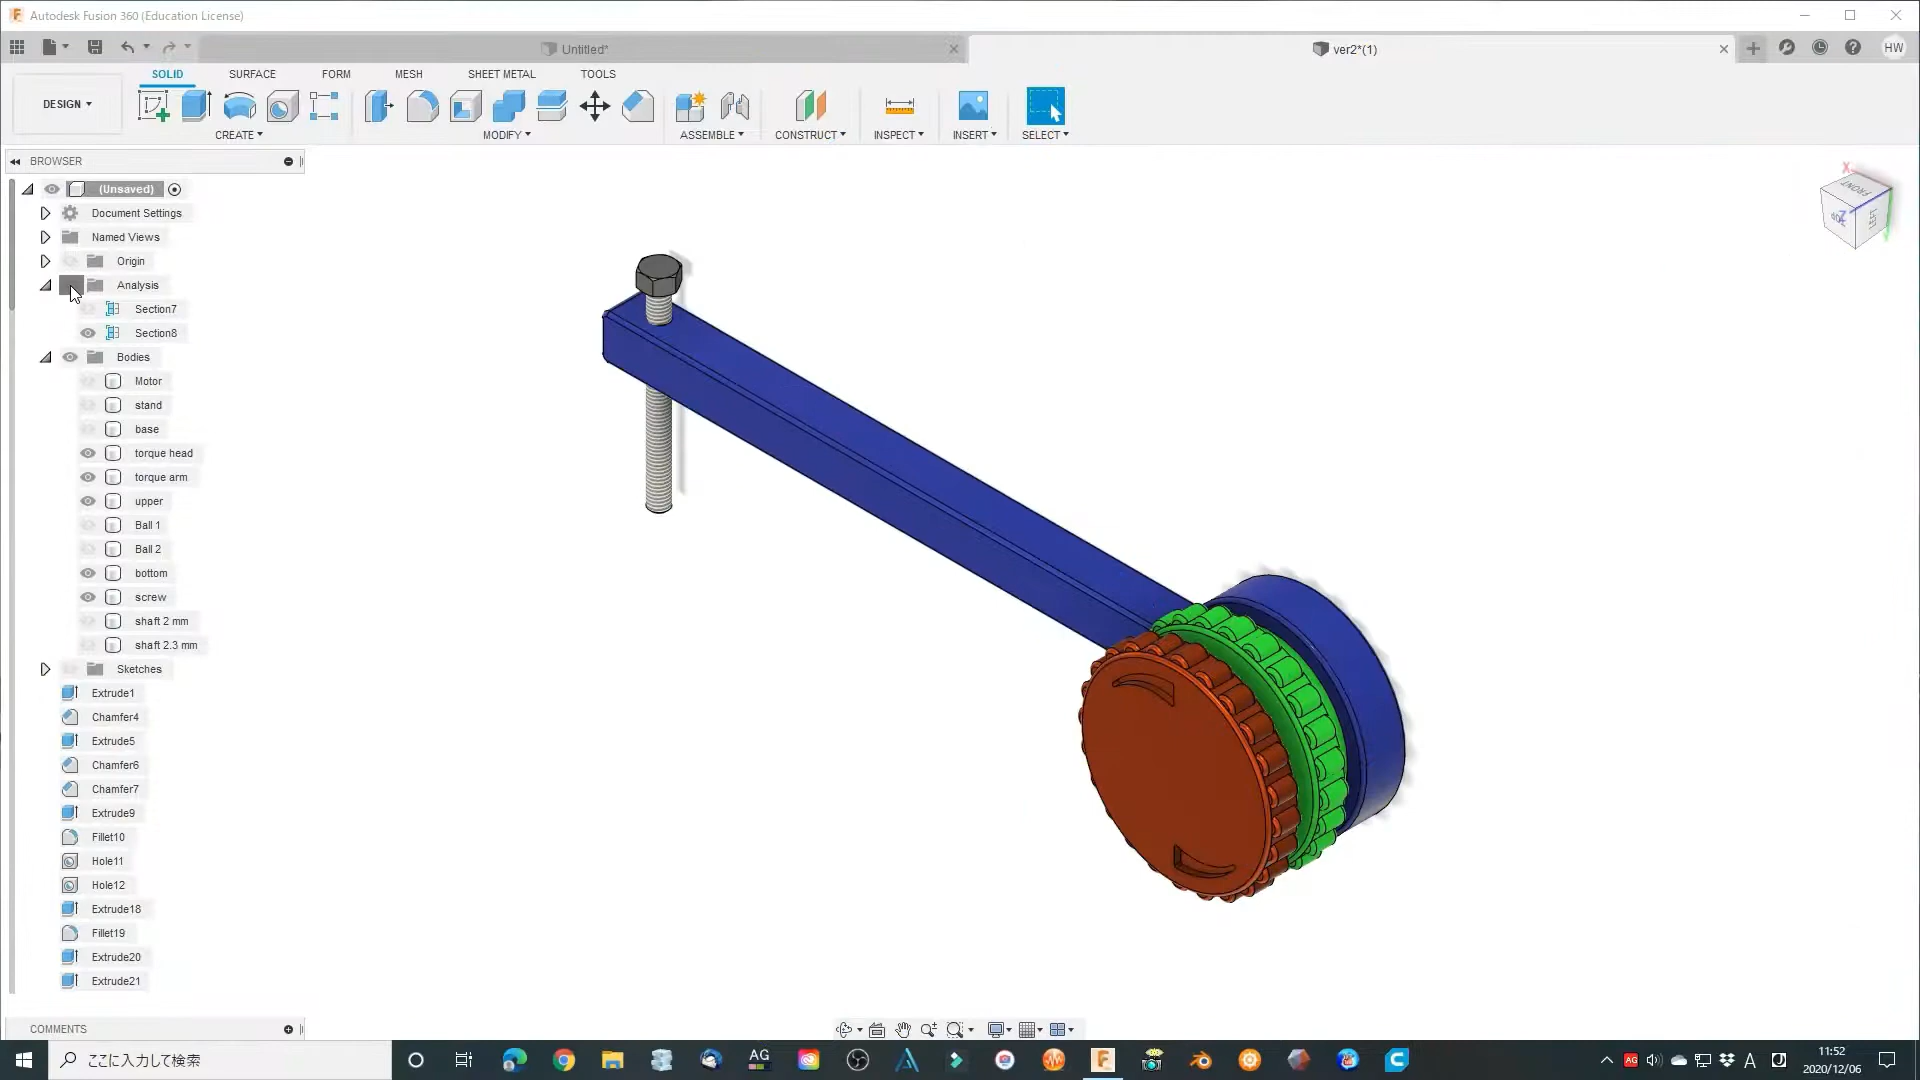 Autodesk Fusion 360 (Education License)
Untitled*
ver2*(1)
HW
SOLID
SURFACE
FORM
MESH
SHEET METAL
TOOLS
DESIGN
CREATE
MODIFY
ASSEMBLE
CONSTRUCT
INSPECT
INSERT
SELECT
BROWSER
(Unsaved)
Document Settings
Named Views
Origin
Analysis
Section7
Section8
Bodies
Motor
stand
base
torque head
torque arm
upper
Ball 1
Ball 2
bottom
screw
shaft 2 mm
shaft 2.3 mm
Sketches
Extrude1
Chamfer4
Extrude5
Chamfer6
Chamfer7
Extrude9
Fillet10
Hole11
Hole12
Extrude18
Fillet19
Extrude20
Extrude21
X
FRONT
Z
COMMENTS
ここに入力して検索
AG
AG
A
11:52
2020/12/06